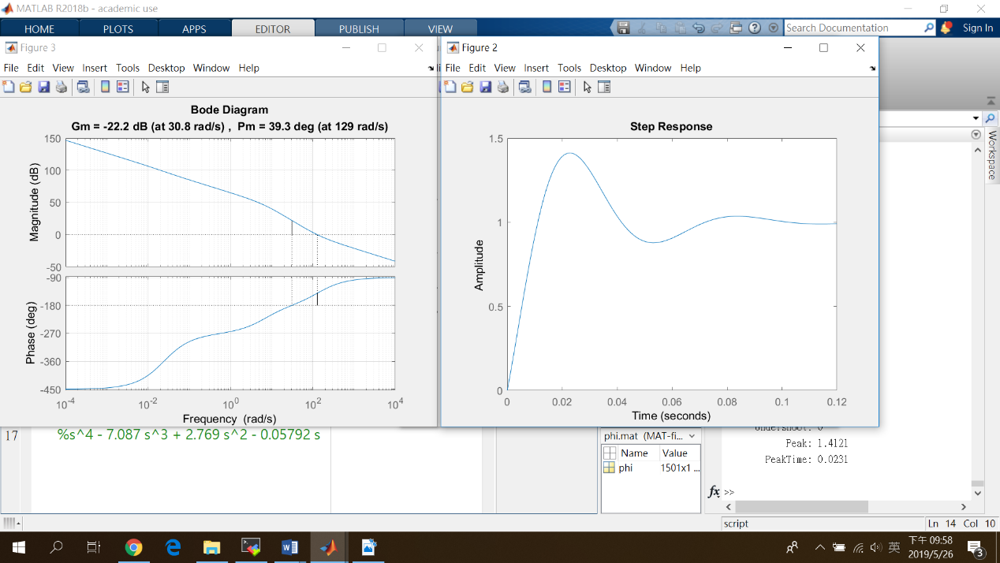 MATLAB R2018b - academic use
HOME PLOTS APPS EDITOR PUBLISH VIEW Search Documentation Sign In
Figure 3
File Edit View Insert Tools Desktop Window Help
Bode Diagram
Gm = -22.2 dB (at 30.8 rad/s) , Pm = 39.3 deg (at 129 rad/s)
Magnitude (dB)
150
100
50
0
-50
Phase (deg)
-90
-180
-270
-360
-450
10^-4 10^-2 10^0 10^2 10^4
Frequency (rad/s)
Figure 2
File Edit View Insert Tools Desktop Window Help
Step Response
Amplitude
1.5
1
0.5
0
0 0.02 0.04 0.06 0.08 0.1 0.12
Time (seconds)
Workspace
17 %s^4 - 7.087 s^3 + 2.769 s^2 - 0.05792 s
phi.mat (MAT-fi...
Name Value
phi 1501x1 ...
Undershoot: 0
Peak: 1.4121
PeakTime: 0.0231
fx >>
script Ln 14 Col 10
英 下午 09:58
2019/5/26
3